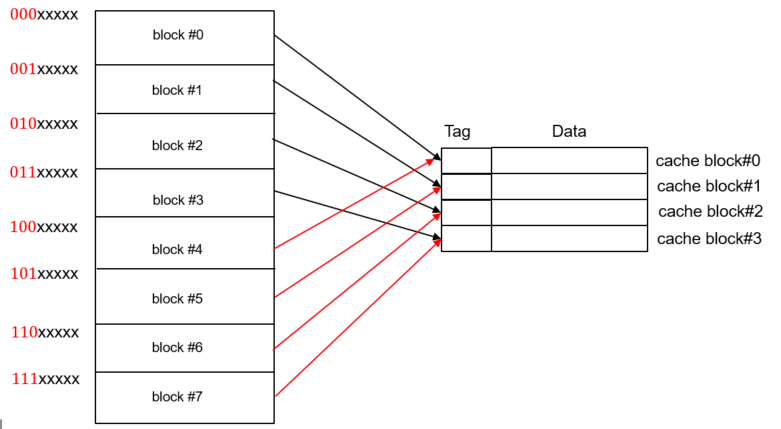 000xxxxx
block #0
001xxxxx
block #1
010xxxxx
block #2
011xxxxx
block #3
100xxxxx
block #4
101xxxxx
block #5
110xxxxx
block #6
111xxxxx
block #7
Tag Data
cache block#0
cache block#1
cache block#2
cache block#3